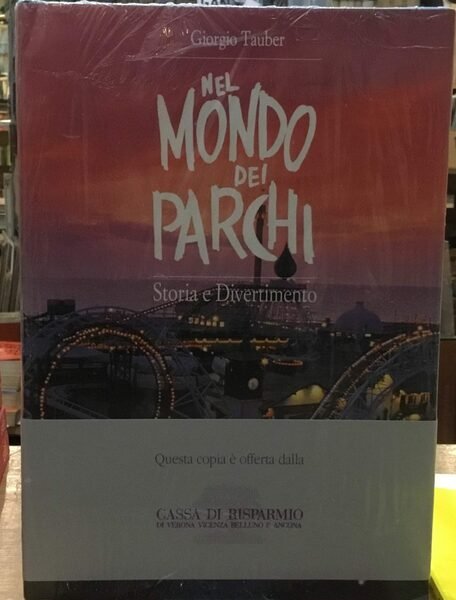 Giorgio Tauber
NEL
MONDO
DEI
PARCHI
Storia e Divertimento
Questa copia è offerta dalla
CASSA DI RISPARMIO
DI VERONA VICENZA BELLUNO E ANCONA